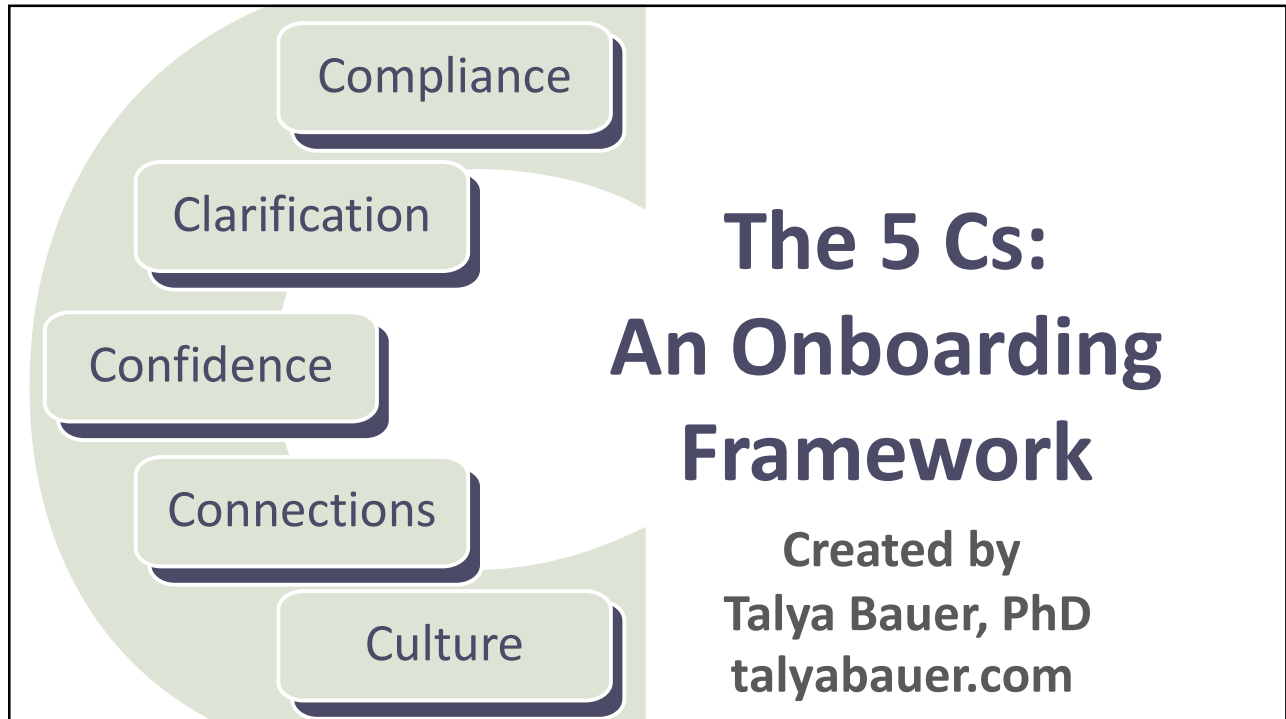 Compliance
Clarification
Confidence
Connections
Culture
The 5 Cs:
An Onboarding
Framework
Created by
Talya Bauer, PhD
talyabauer.com